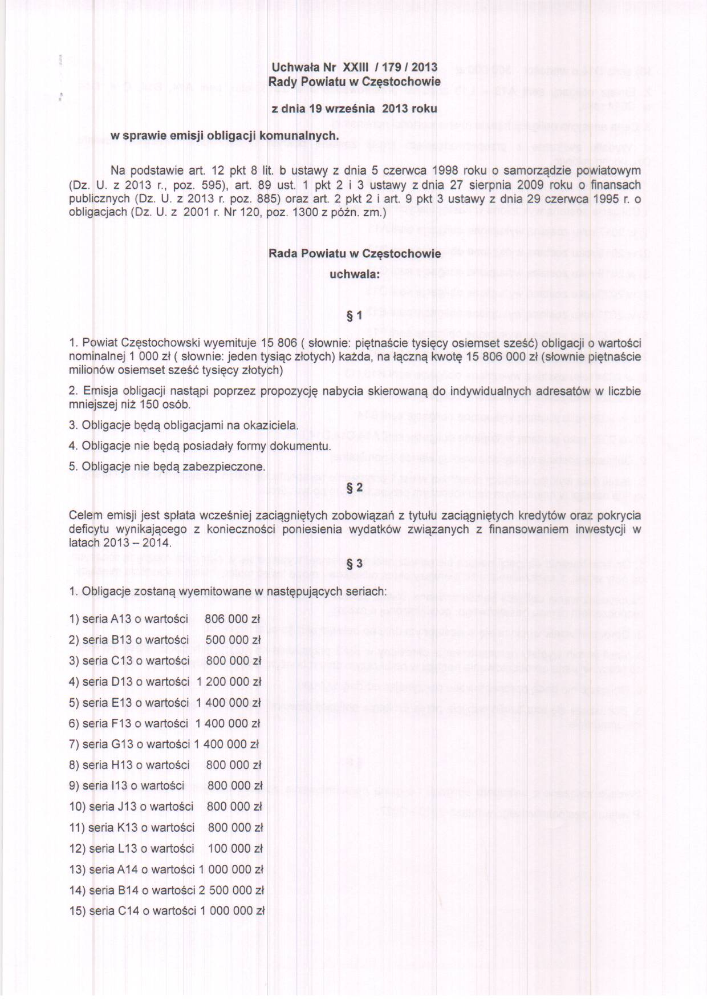 Uchwała Nr XXIII / 179 / 2013
Rady Powiatu w Częstochowie
z dnia 19 września 2013 roku
w sprawie emisji obligacji komunalnych.
Na podstawie art. 12 pkt 8 lit. b ustawy z dnia 5 czerwca 1998 roku o samorządzie powiatowym
(Dz. U. z 2013 r., poz. 595), art. 89 ust. 1 pkt 2 i 3 ustawy z dnia 27 sierpnia 2009 roku o finansach
publicznych (Dz. U. z 2013 r. poz. 885) oraz art. 2 pkt 2 i art. 9 pkt 3 ustawy z dnia 29 czerwca 1995 r. o
obligacjach (Dz. U. z 2001 r. Nr 120, poz. 1300 z późn. zm.)
Rada Powiatu w Częstochowie
uchwala:
§ 1
1. Powiat Częstochowski wyemituje 15 806 ( słownie: piętnaście tysięcy osiemset sześć) obligacji o wartości
nominalnej 1 000 zł ( słownie: jeden tysiąc złotych) każda, na łączną kwotę 15 806 000 zł (słownie piętnaście
milionów osiemset sześć tysięcy złotych)
2. Emisja obligacji nastąpi poprzez propozycję nabycia skierowaną do indywidualnych adresatów w liczbie
mniejszej niż 150 osób.
3. Obligacje będą obligacjami na okaziciela.
4. Obligacje nie będą posiadały formy dokumentu.
5. Obligacje nie będą zabezpieczone.
§ 2
Celem emisji jest spłata wcześniej zaciągniętych zobowiązań z tytułu zaciągniętych kredytów oraz pokrycia
deficytu wynikającego z konieczności poniesienia wydatków związanych z finansowaniem inwestycji w
latach 2013 – 2014.
§ 3
1. Obligacje zostaną wyemitowane w następujących seriach:
1) seria A13 o wartości 806 000 zł
2) seria B13 o wartości 500 000 zł
3) seria C13 o wartości 800 000 zł
4) seria D13 o wartości 1 200 000 zł
5) seria E13 o wartości 1 400 000 zł
6) seria F13 o wartości 1 400 000 zł
7) seria G13 o wartości 1 400 000 zł
8) seria H13 o wartości 800 000 zł
9) seria I13 o wartości 800 000 zł
10) seria J13 o wartości 800 000 zł
11) seria K13 o wartości 800 000 zł
12) seria L13 o wartości 100 000 zł
13) seria A14 o wartości 1 000 000 zł
14) seria B14 o wartości 2 500 000 zł
15) seria C14 o wartości 1 000 000 zł